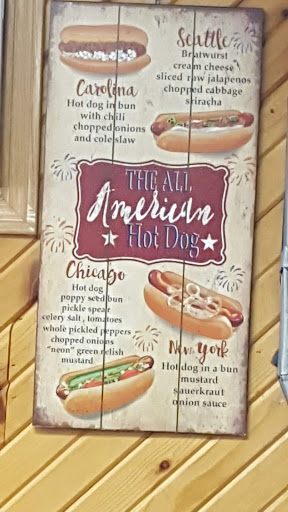 Seattle
Bratwurst
cream cheese
sliced raw jalapenos
chopped cabbage
sriracha
Carolina
Hot dog in bun
with chili
chopped onions
and cole slaw
THE ALL
American
Hot Dog
Chicago
Hot dog
poppy seed bun
pickle spear
celery salt, tomatoes
whole pickled peppers
chopped onions
"neon" green relish
mustard
New York
Hot dog in a bun
mustard
sauerkraut
onion sauce